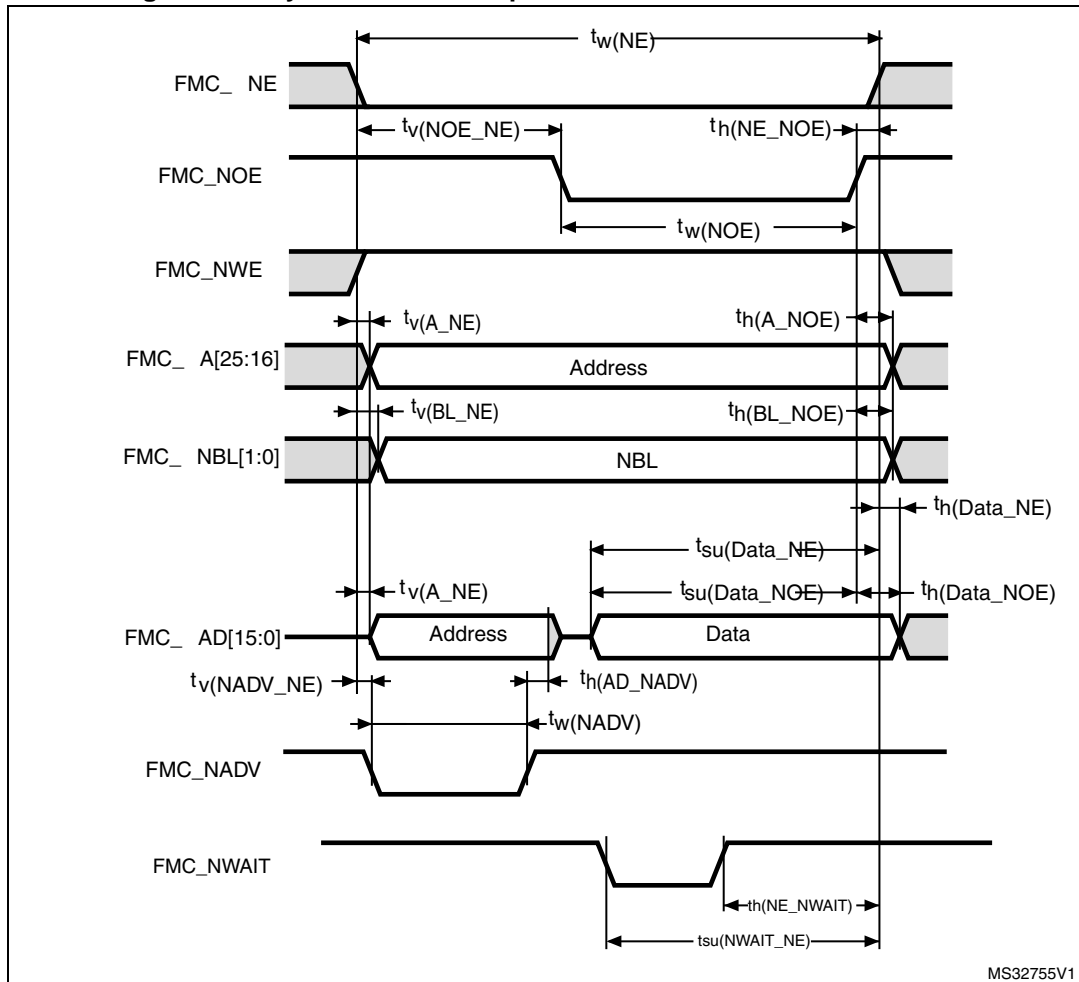 tw(NE)
FMC_ NE
tv(NOE_NE)
th(NE_NOE)
FMC_NOE
tw(NOE)
FMC_NWE
tv(A_NE)
th(A_NOE)
FMC_ A[25:16]
Address
tv(BL_NE)
th(BL_NOE)
FMC_ NBL[1:0]
NBL
th(Data_NE)
tsu(Data_NE)
tv(A_NE)
tsu(Data_NOE)
th(Data_NOE)
FMC_ AD[15:0]
Address
Data
tv(NADV_NE)
th(AD_NADV)
tw(NADV)
FMC_NADV
FMC_NWAIT
th(NE_NWAIT)
tsu(NWAIT_NE)
MS32755V1